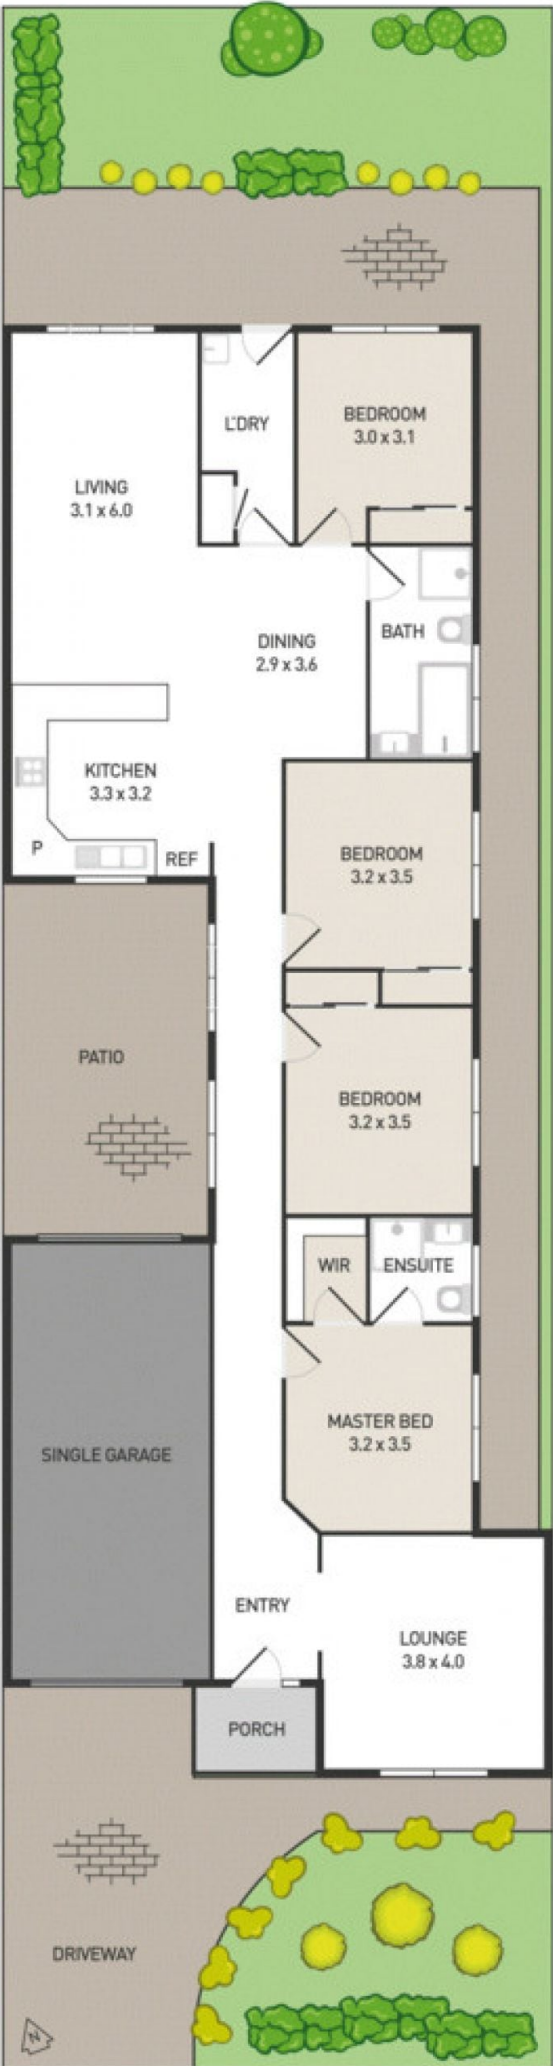 L'DRY
BEDROOM
3.0 x 3.1
LIVING
3.1 x 6.0
BATH
DINING
2.9 x 3.6
KITCHEN
3.3 x 3.2
P
REF
BEDROOM
3.2 x 3.5
PATIO
BEDROOM
3.2 x 3.5
WIR
ENSUITE
MASTER BED
3.2 x 3.5
SINGLE GARAGE
ENTRY
LOUNGE
3.8 x 4.0
PORCH
DRIVEWAY
N